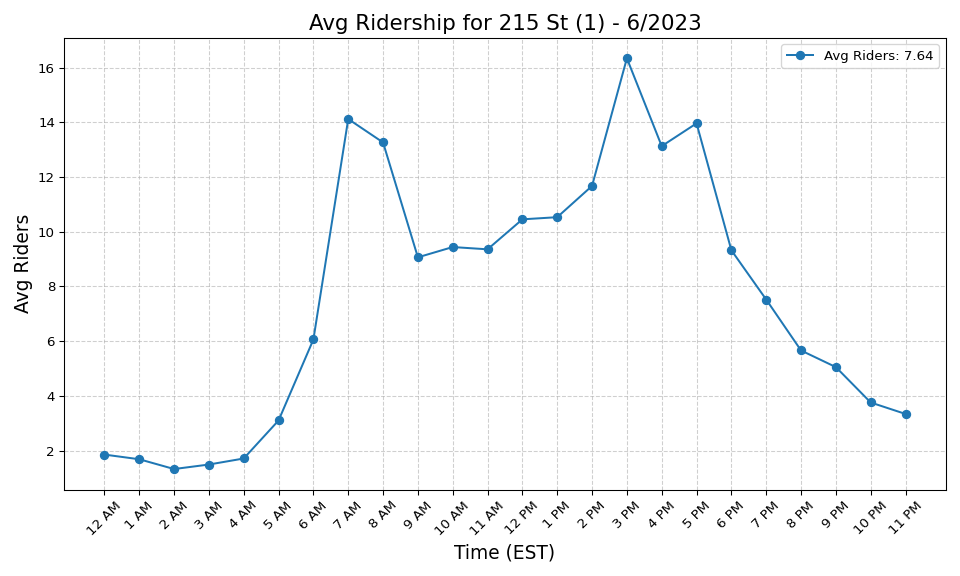 Avg Ridership for 215 St (1) - 6/2023
Avg Riders: 7.64
Avg Riders
16
14
12
10
8
6
4
2
12 AM
1 AM
2 AM
3 AM
4 AM
5 AM
6 AM
7 AM
8 AM
9 AM
10 AM
11 AM
12 PM
1 PM
2 PM
3 PM
4 PM
5 PM
6 PM
7 PM
8 PM
9 PM
10 PM
11 PM
Time (EST)